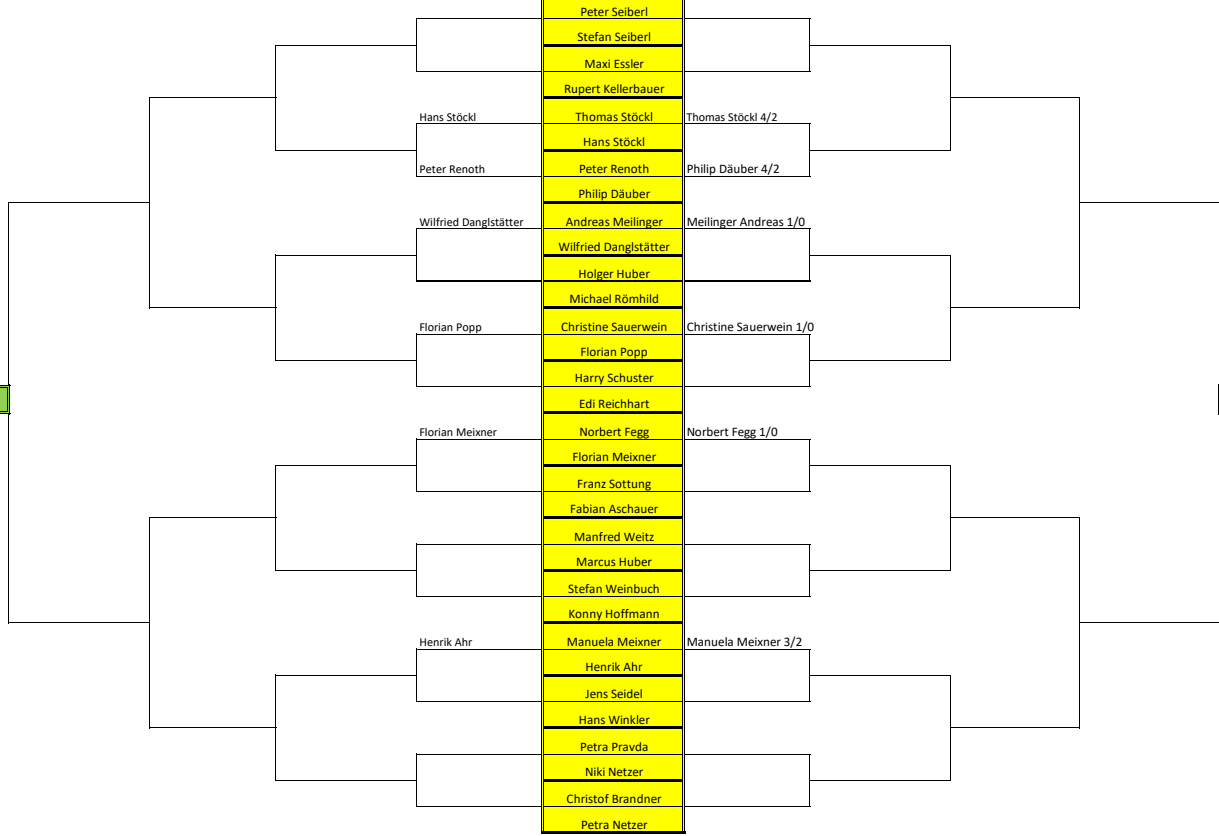 Peter Seiberl
Stefan Seiberl
Maxi Essler
Rupert Kellerbauer
Hans Stöckl Thomas Stöckl Thomas Stöckl 4/2
Hans Stöckl
Peter Renoth Peter Renoth Philip Däuber 4/2
Philip Däuber
Wilfried Danglstätter Andreas Meilinger Meilinger Andreas 1/0
Wilfried Danglstätter
Holger Huber
Michael Römhild
Florian Popp Christine Sauerwein Christine Sauerwein 1/0
Florian Popp
Harry Schuster
Edi Reichhart
Florian Meixner Norbert Fegg Norbert Fegg 1/0
Florian Meixner
Franz Sottung
Fabian Aschauer
Manfred Weitz
Marcus Huber
Stefan Weinbuch
Konny Hoffmann
Henrik Ahr Manuela Meixner Manuela Meixner 3/2
Henrik Ahr
Jens Seidel
Hans Winkler
Petra Pravda
Niki Netzer
Christof Brandner
Petra Netzer